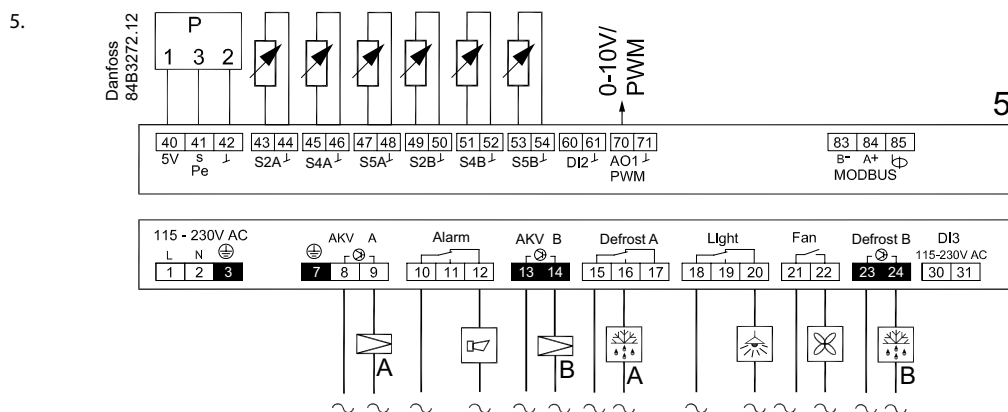 5.
Danfoss
84B3272.12
P
1 3 2
0-10V/
PWM
5
40 41 42 43 44 45 46 47 48 49 50 51 52 53 54 60 61 70 71 83 84 85
5V s ┴ S2A ┴ S4A ┴ S5A ┴ S2B ┴ S4B ┴ S5B ┴ DI2 ┴ AO1 ┴ B- A+
Pe PWM MODBUS
115 - 230V AC AKV A Alarm AKV B Defrost A LIght Fan Defrost B DI3
L N 115-230V AC
1 2 3 7 8 9 10 11 12 13 14 15 16 17 18 19 20 21 22 23 24 30 31
A B A B